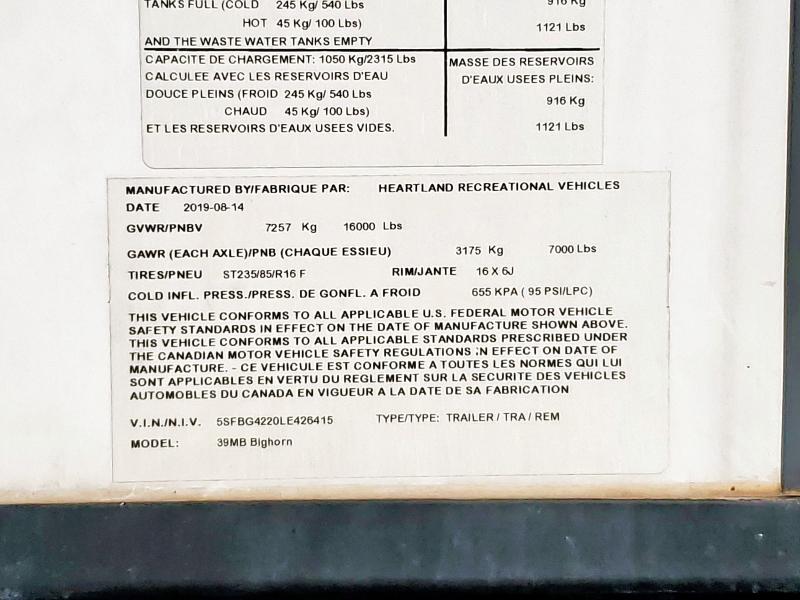 TANKS FULL (COLD 245 Kg/ 540 Lbs
916 Kg
HOT 45 Kg/ 100 Lbs)
1121 Lbs
AND THE WASTE WATER TANKS EMPTY
CAPACITE DE CHARGEMENT: 1050 Kg/2315 Lbs
CALCULEE AVEC LES RESERVOIRS D'EAU
DOUCE PLEINS (FROID 245 Kg/ 540 Lbs
CHAUD 45 Kg/ 100 Lbs)
ET LES RESERVOIRS D'EAUX USEES VIDES.
MASSE DES RESERVOIRS
D'EAUX USEES PLEINS:
916 Kg
1121 Lbs
MANUFACTURED BY/FABRIQUE PAR: HEARTLAND RECREATIONAL VEHICLES
DATE 2019-08-14
GVWR/PNBV 7257 Kg 16000 Lbs
GAWR (EACH AXLE)/PNB (CHAQUE ESSIEU) 3175 Kg 7000 Lbs
TIRES/PNEU ST235/85/R16 F RIM/JANTE 16 X 6J
COLD INFL. PRESS./PRESS. DE GONFL. A FROID 655 KPA ( 95 PSI/LPC)
THIS VEHICLE CONFORMS TO ALL APPLICABLE U.S. FEDERAL MOTOR VEHICLE
SAFETY STANDARDS IN EFFECT ON THE DATE OF MANUFACTURE SHOWN ABOVE.
THIS VEHICLE CONFORMS TO ALL APPLICABLE STANDARDS PRESCRIBED UNDER
THE CANADIAN MOTOR VEHICLE SAFETY REGULATIONS IN EFFECT ON DATE OF
MANUFACTURE. - CE VEHICULE EST CONFORME A TOUTES LES NORMES QUI LUI
SONT APPLICABLES EN VERTU DU REGLEMENT SUR LA SECURITE DES VEHICLES
AUTOMOBILES DU CANADA EN VIGUEUR A LA DATE DE SA FABRICATION
V.I.N./N.I.V. 5SFBG4220LE426415 TYPE/TYPE: TRAILER / TRA / REM
MODEL: 39MB Bighorn